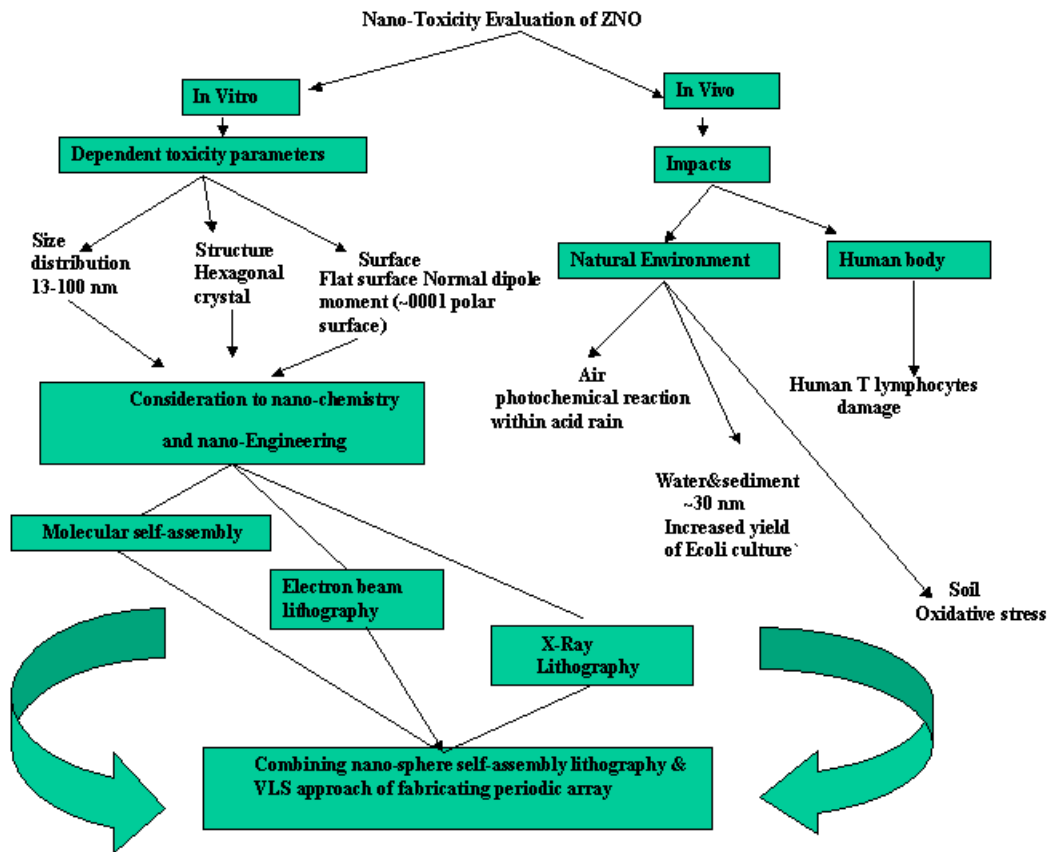 Nano-Toxicity Evaluation of ZNO
In Vitro
In Vivo
Dependent toxicity parameters
Impacts
Size
distribution
13-100 nm
Structure
Hexagonal
crystal
Surface
Flat surface Normal dipole
moment (~0001 polar
surface)
Natural Environment
Human body
Air
photochemical reaction
within acid rain
Human T lymphocytes
damage
Consideration to nano-chemistry
and nano-Engineering
Water&sediment
~30 nm
Increased yield
of Ecoli culture`
Molecular self-assembly
Electron beam
lithography
X-Ray
Lithography
Soil
Oxidative stress
Combining nano-sphere self-assembly lithography &
VLS approach of fabricating periodic array